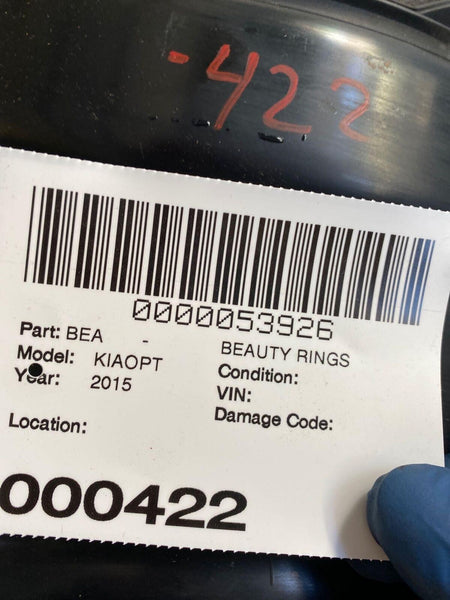 -422
0000053926
Part: BEA - BEAUTY RINGS
Model: KIAOPT Condition:
Year: 2015 VIN:
Damage Code:
Location:
000422